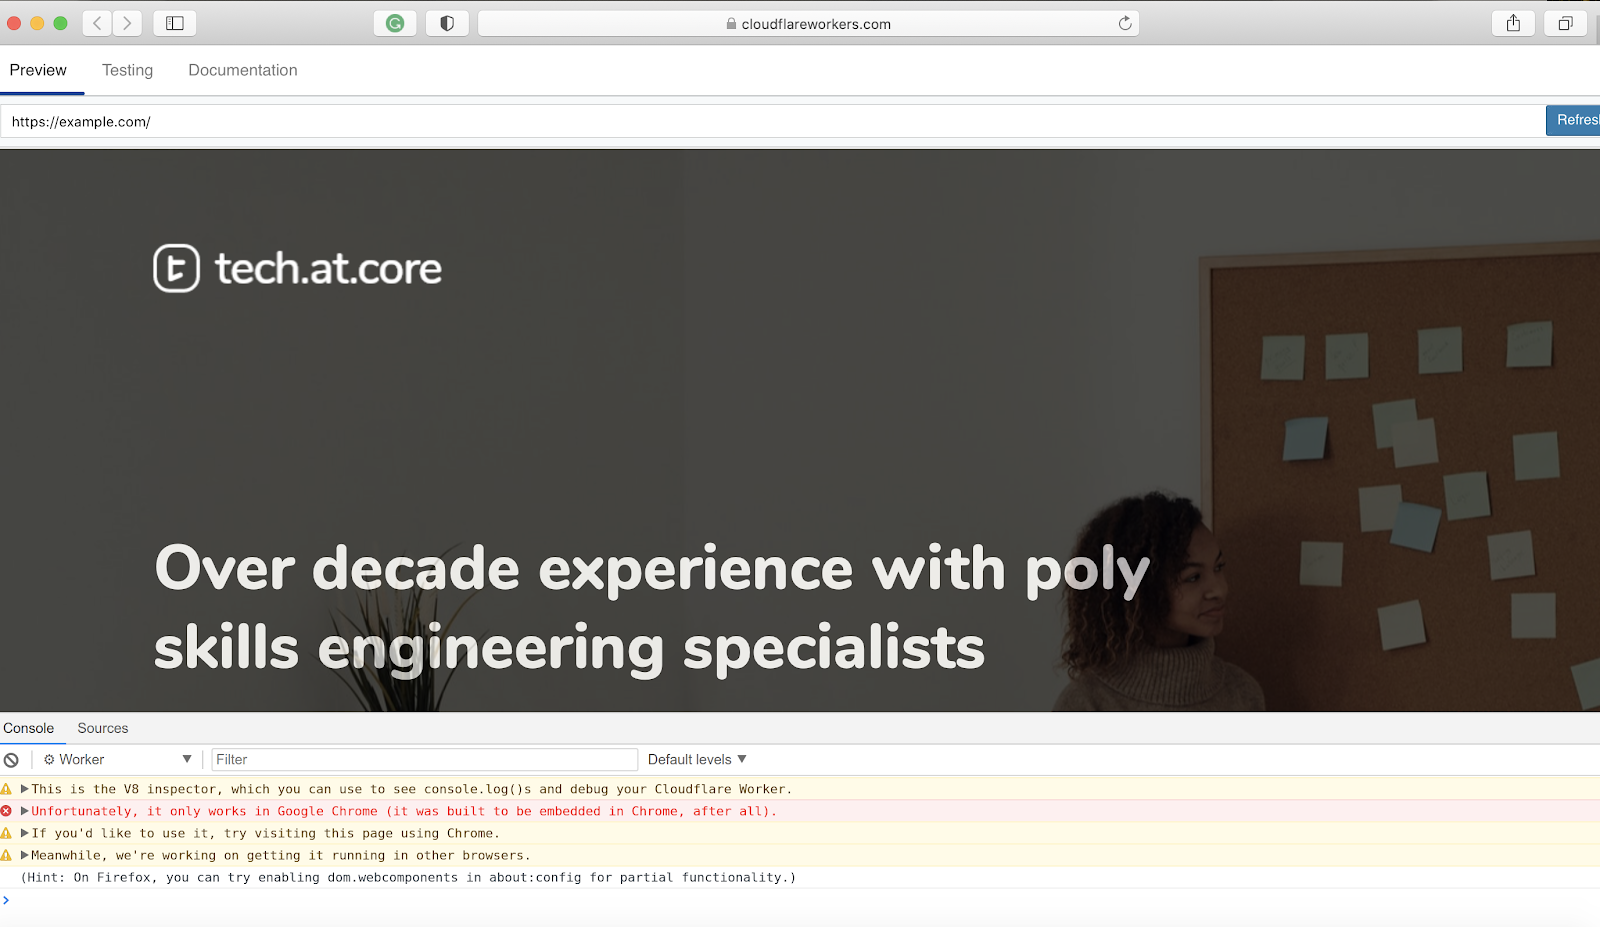 cloudflareworkers.com
Preview Testing Documentation
https://example.com/
Refres
tech.at.core
Over decade experience with poly
skills engineering specialists
Console Sources
Worker Filter Default levels
This is the V8 inspector, which you can use to see console.log()s and debug your Cloudflare Worker.
Unfortunately, it only works in Google Chrome (it was built to be embedded in Chrome, after all).
If you'd like to use it, try visiting this page using Chrome.
Meanwhile, we're working on getting it running in other browsers.
(Hint: On Firefox, you can try enabling dom.webcomponents in about:config for partial functionality.)